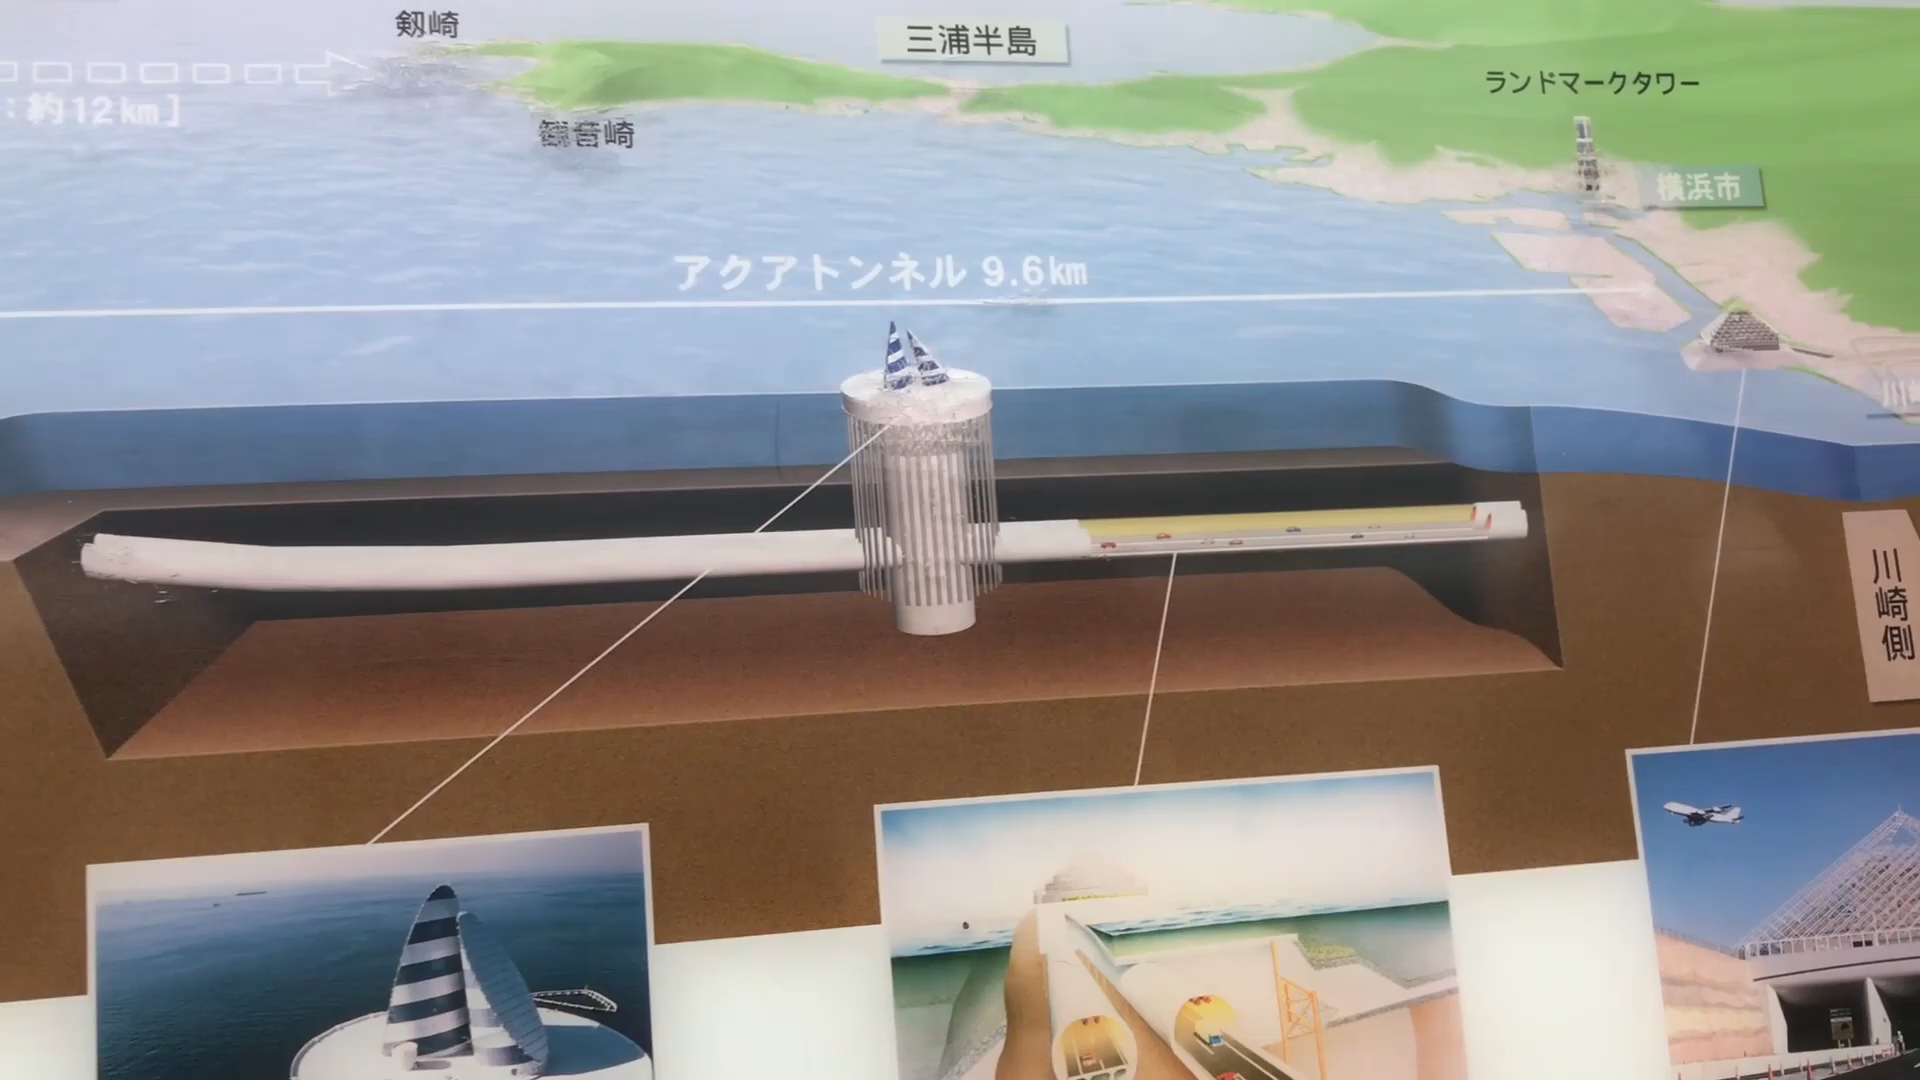 剱崎
三浦半島
ランドマークタワー
：約12km］
観音崎
横浜市
アクアトンネル 9.6km
川崎側